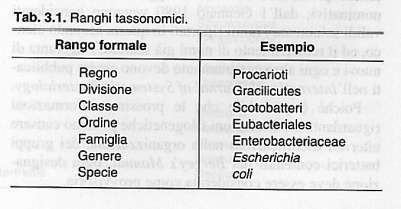 Tab. 3.1. Ranghi tassonomici.
Rango formale Esempio
Regno Procarioti
Divisione Gracilicutes
Classe Scotobatteri
Ordine Eubacteriales
Famiglia Enterobacteriaceae
Genere Escherichia
Specie coli